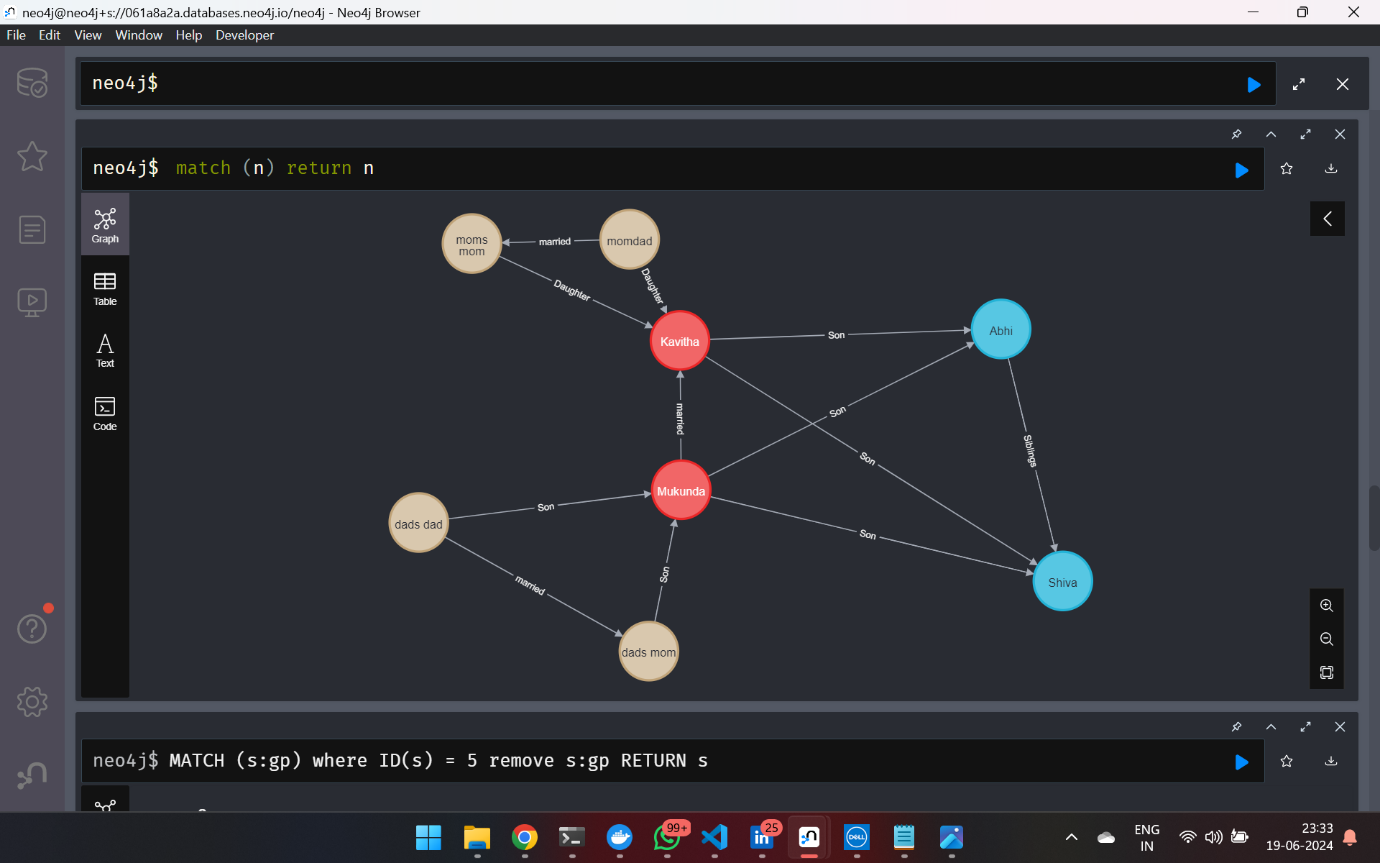 neo4j@neo4j+s://061a8a2a.databases.neo4j.io/neo4j - Neo4j Browser
File Edit View Window Help Developer
neo4j$
neo4j$ match (n) return n
Graph
Table
Text
Code
moms
mom
married
momdad
Daughter
Daughter
Kavitha
Son
Abhi
married
Son
Son
Siblings
Mukunda
dads dad
Son
Son
married
Son
Shiva
dads mom
neo4j$ MATCH (s:gp) where ID(s) = 5 remove s:gp RETURN s
99+
in
25
DELL
ENG
IN
23:33
19-06-2024